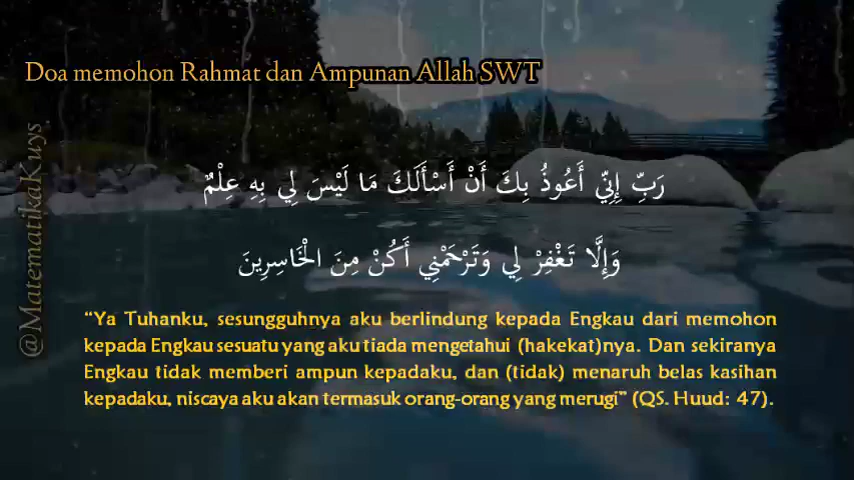 Doa memohon Rahmat dan Ampunan Allah SWT
@MatematikaKuys
رَبِّ إِنِّي أَعُوذُ بِكَ أَنْ أَسْأَلَكَ مَا لَيْسَ لِي بِهِ عِلْمٌ
وَإِلَّا تَغْفِرْ لِي وَتَرْحَمْنِي أَكُنْ مِنَ الْخَاسِرِينَ
“Ya Tuhanku, sesungguhnya aku berlindung kepada Engkau dari memohon
kepada Engkau sesuatu yang aku tiada mengetahui (hakekat)nya. Dan sekiranya
Engkau tidak memberi ampun kepadaku, dan (tidak) menaruh belas kasihan
kepadaku, niscaya aku akan termasuk orang-orang yang merugi” (QS. Huud: 47).